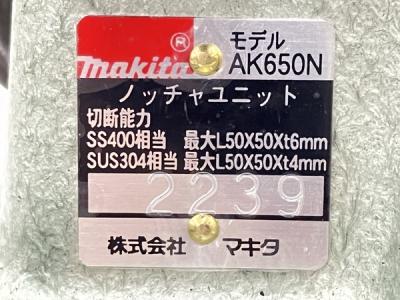 makita® モデル
AK650N
ノッチャユニット
切断能力
SS400相当 最大L50X50Xt6mm
SUS304相当 最大L50X50Xt4mm
2239
株式会社 マキタ